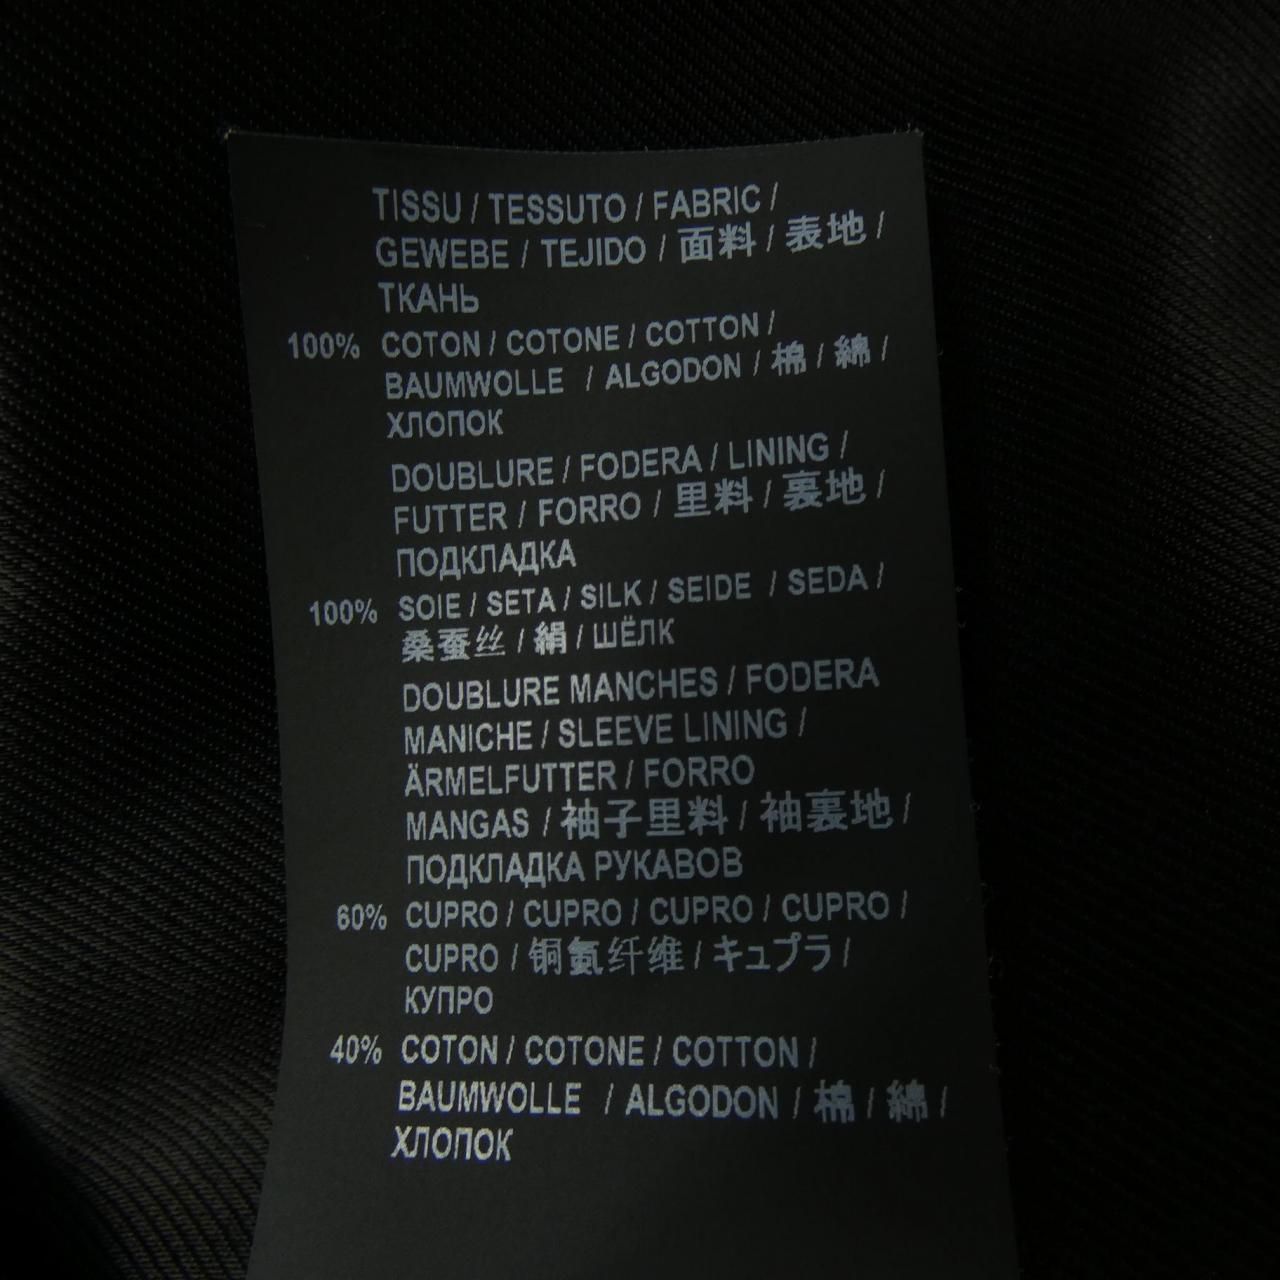 TISSU / TESSUTO / FABRIC /
GEWEBE / TEJIDO / 面料 / 表地 /
ТКАНЬ
100% COTON / COTONE / COTTON /
BAUMWOLLE / ALGODON / 棉 / 綿 /
ХЛОПОК
DOUBLURE / FODERA / LINING /
FUTTER / FORRO / 里料 / 裏地 /
ПОДКЛАДКА
100% SOIE / SETA / SILK / SEIDE / SEDA /
桑蚕丝 / 絹 / ШЁЛК
DOUBLURE MANCHES / FODERA
MANICHE / SLEEVE LINING /
ÄRMELFUTTER / FORRO
MANGAS / 袖子里料 / 袖裏地 /
ПОДКЛАДКА РУКАВОВ
60% CUPRO / CUPRO / CUPRO / CUPRO /
CUPRO / 铜氨纤维 / キュプラ /
КУПРО
40% COTON / COTONE / COTTON /
BAUMWOLLE / ALGODON / 棉 / 綿 /
ХЛОПОК